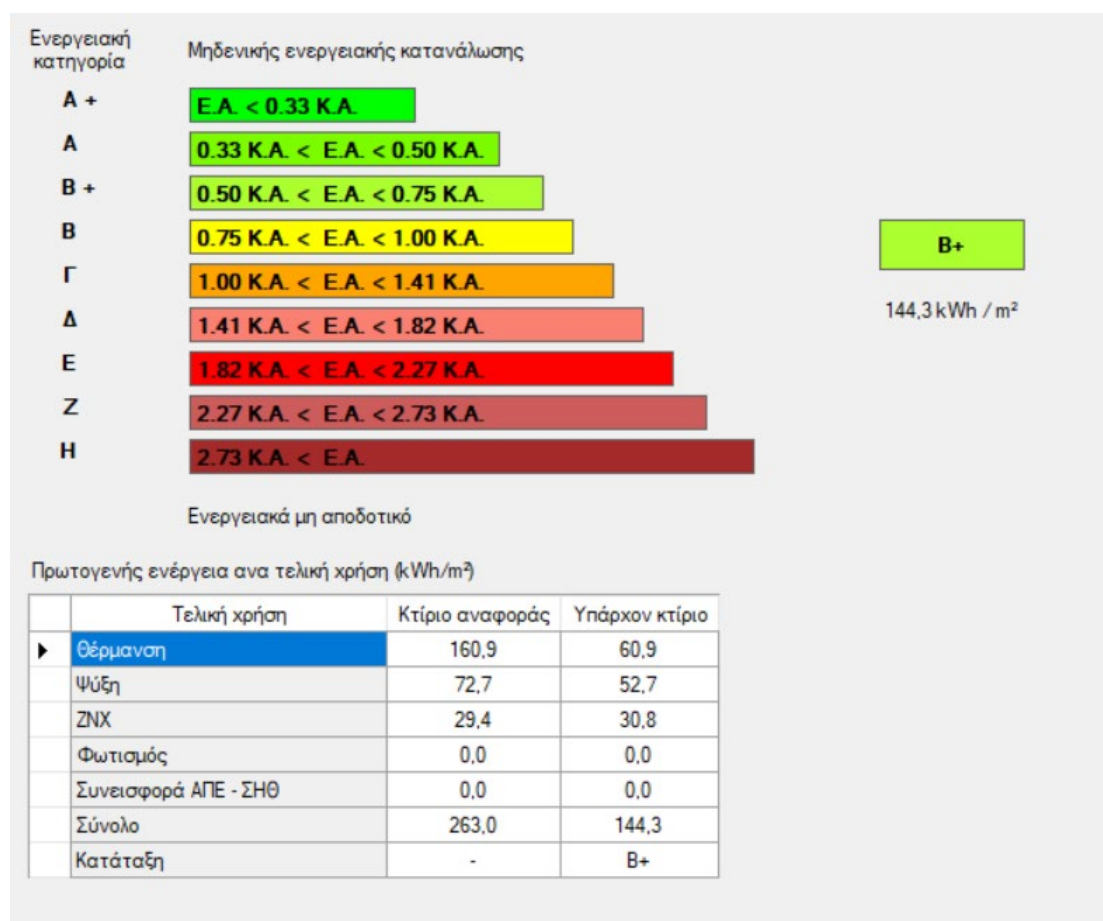 Ενεργειακή κατηγορία
Μηδενικής ενεργειακής κατανάλωσης
Α + Ε.Α. < 0.33 Κ.Α.
Α 0.33 Κ.Α. < Ε.Α. < 0.50 Κ.Α.
Β + 0.50 Κ.Α. < Ε.Α. < 0.75 Κ.Α.
Β 0.75 Κ.Α. < Ε.Α. < 1.00 Κ.Α.
Γ 1.00 Κ.Α. < Ε.Α. < 1.41 Κ.Α.
Δ 1.41 Κ.Α. < Ε.Α. < 1.82 Κ.Α.
Ε 1.82 Κ.Α. < Ε.Α. < 2.27 Κ.Α.
Ζ 2.27 Κ.Α. < Ε.Α. < 2.73 Κ.Α.
Η 2.73 Κ.Α. < Ε.Α.
Β+
144,3 kWh / m²
Ενεργειακά μη αποδοτικό
Πρωτογενής ενέργεια ανα τελική χρήση (kWh/m²)
Τελική χρήση Κτίριο αναφοράς Υπάρχον κτίριο
Θέρμανση 160,9 60,9
Ψύξη 72,7 52,7
ΖΝΧ 29,4 30,8
Φωτισμός 0,0 0,0
Συνεισφορά ΑΠΕ - ΣΗΘ 0,0 0,0
Σύνολο 263,0 144,3
Κατάταξη - Β+